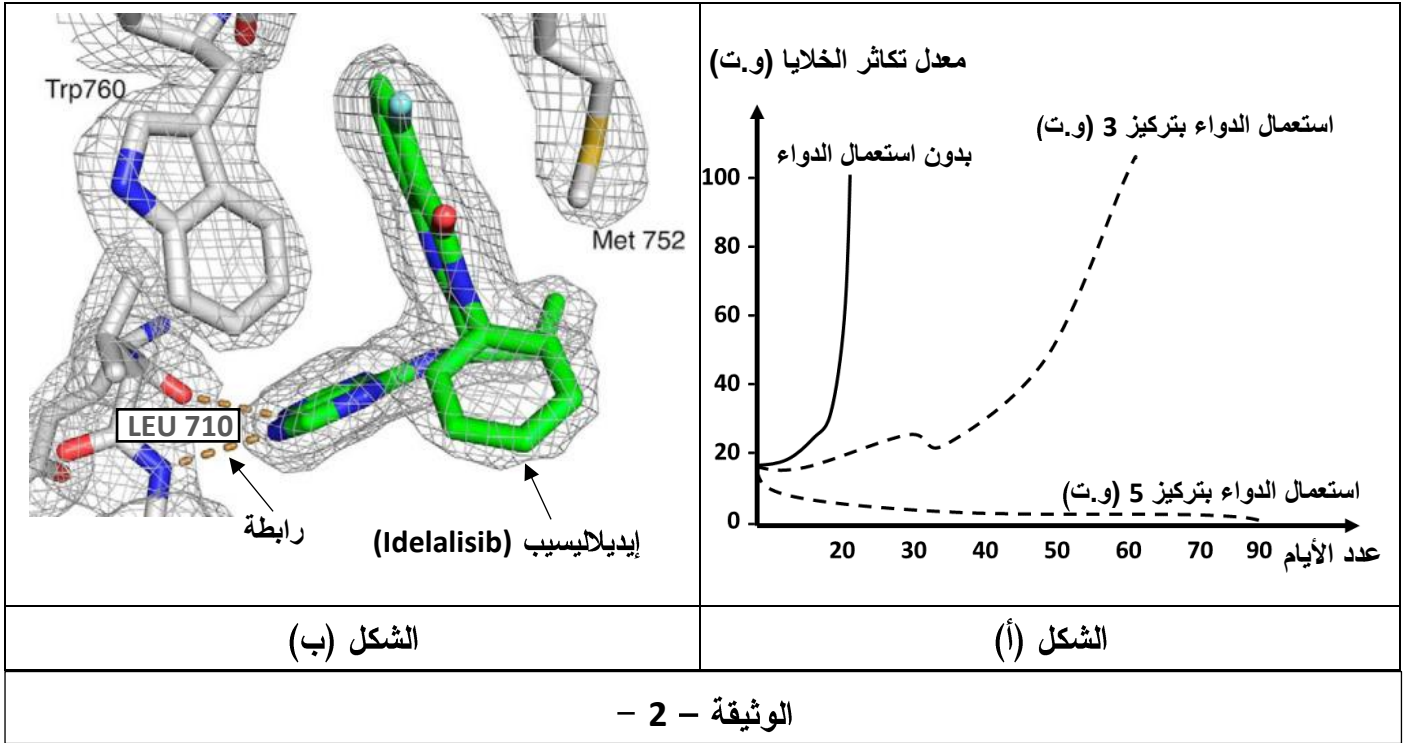 معدل تكاثر الخلايا (و.ت)
استعمال الدواء بتركيز 3 (و.ت)
بدون استعمال الدواء
100
80
60
40
20
0
استعمال الدواء بتركيز 5 (و.ت)
20 30 40 50 60 70 90
عدد الأيام
الشكل (أ)
Trp760
Met 752
LEU 710
رابطة
إيديلاليسيب (Idelalisib)
الشكل (ب)
الوثيقة – 2 –